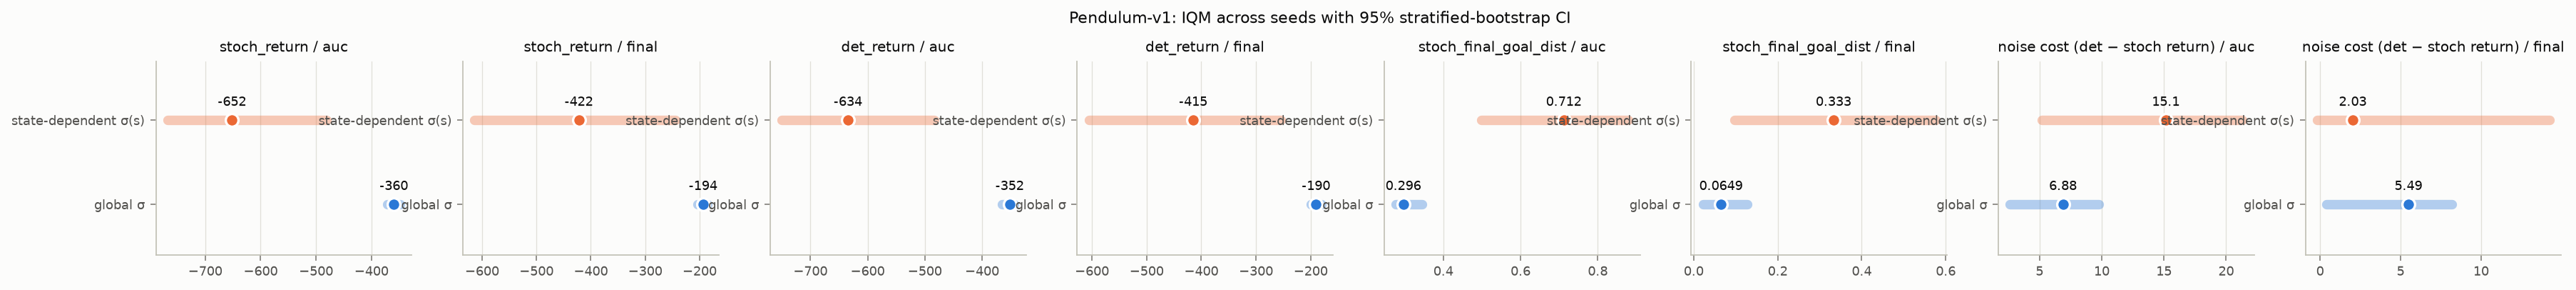 Pendulum-v1: IQM across seeds with 95% stratified-bootstrap CI
stoch_return / auc
state-dependent σ(s)
global σ
-652
-360
−700 −600 −500 −400
stoch_return / final
state-dependent σ(s)
global σ
-422
-194
−600 −500 −400 −300 −200
det_return / auc
state-dependent σ(s)
global σ
-634
-352
−700 −600 −500 −400
det_return / final
state-dependent σ(s)
global σ
-415
-190
−600 −500 −400 −300 −200
stoch_final_goal_dist / auc
state-dependent σ(s)
global σ
0.712
0.296
0.4 0.6 0.8
stoch_final_goal_dist / final
state-dependent σ(s)
global σ
0.333
0.0649
0.0 0.2 0.4 0.6
noise cost (det − stoch return) / auc
state-dependent σ(s)
global σ
15.1
6.88
5 10 15 20
noise cost (det − stoch return) / final
state-dependent σ(s)
global σ
2.03
5.49
0 5 10